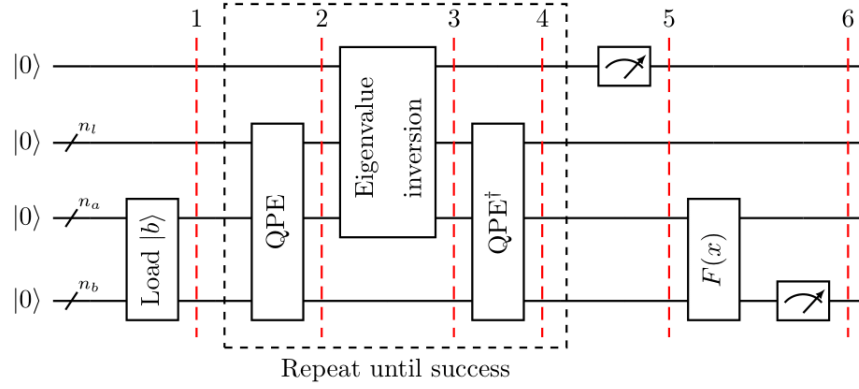 1 2 3 4 5 6
|0⟩
|0⟩ n_l
|0⟩ n_a
|0⟩ n_b
Load |b⟩
QPE
Eigenvalue
inversion
QPE†
F(x)
Repeat until success